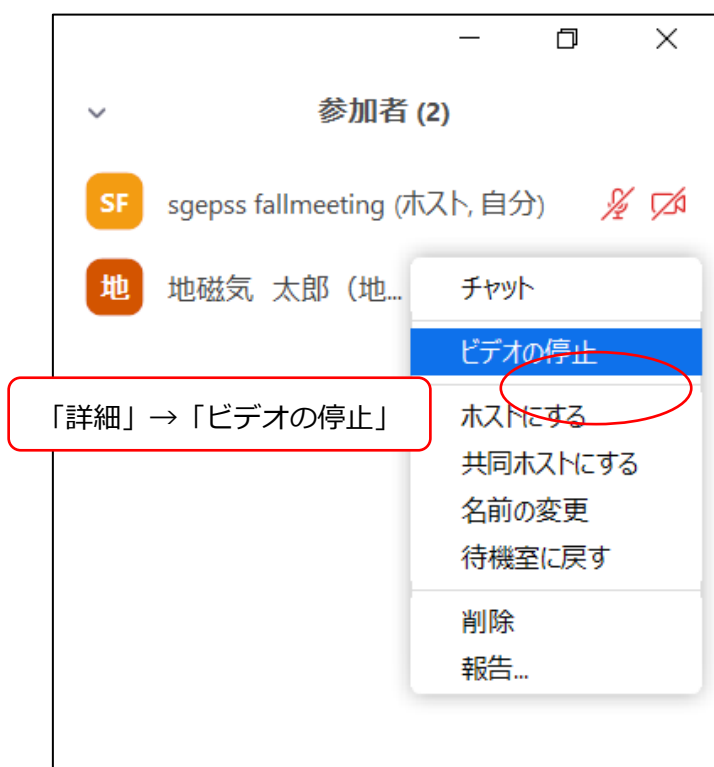 参加者 (2)
SF sgepss fallmeeting (ホスト, 自分)
地 地磁気 太郎（地...
チャット
ビデオの停止
「詳細」→「ビデオの停止」
ホストにする
共同ホストにする
名前の変更
待機室に戻す
削除
報告...